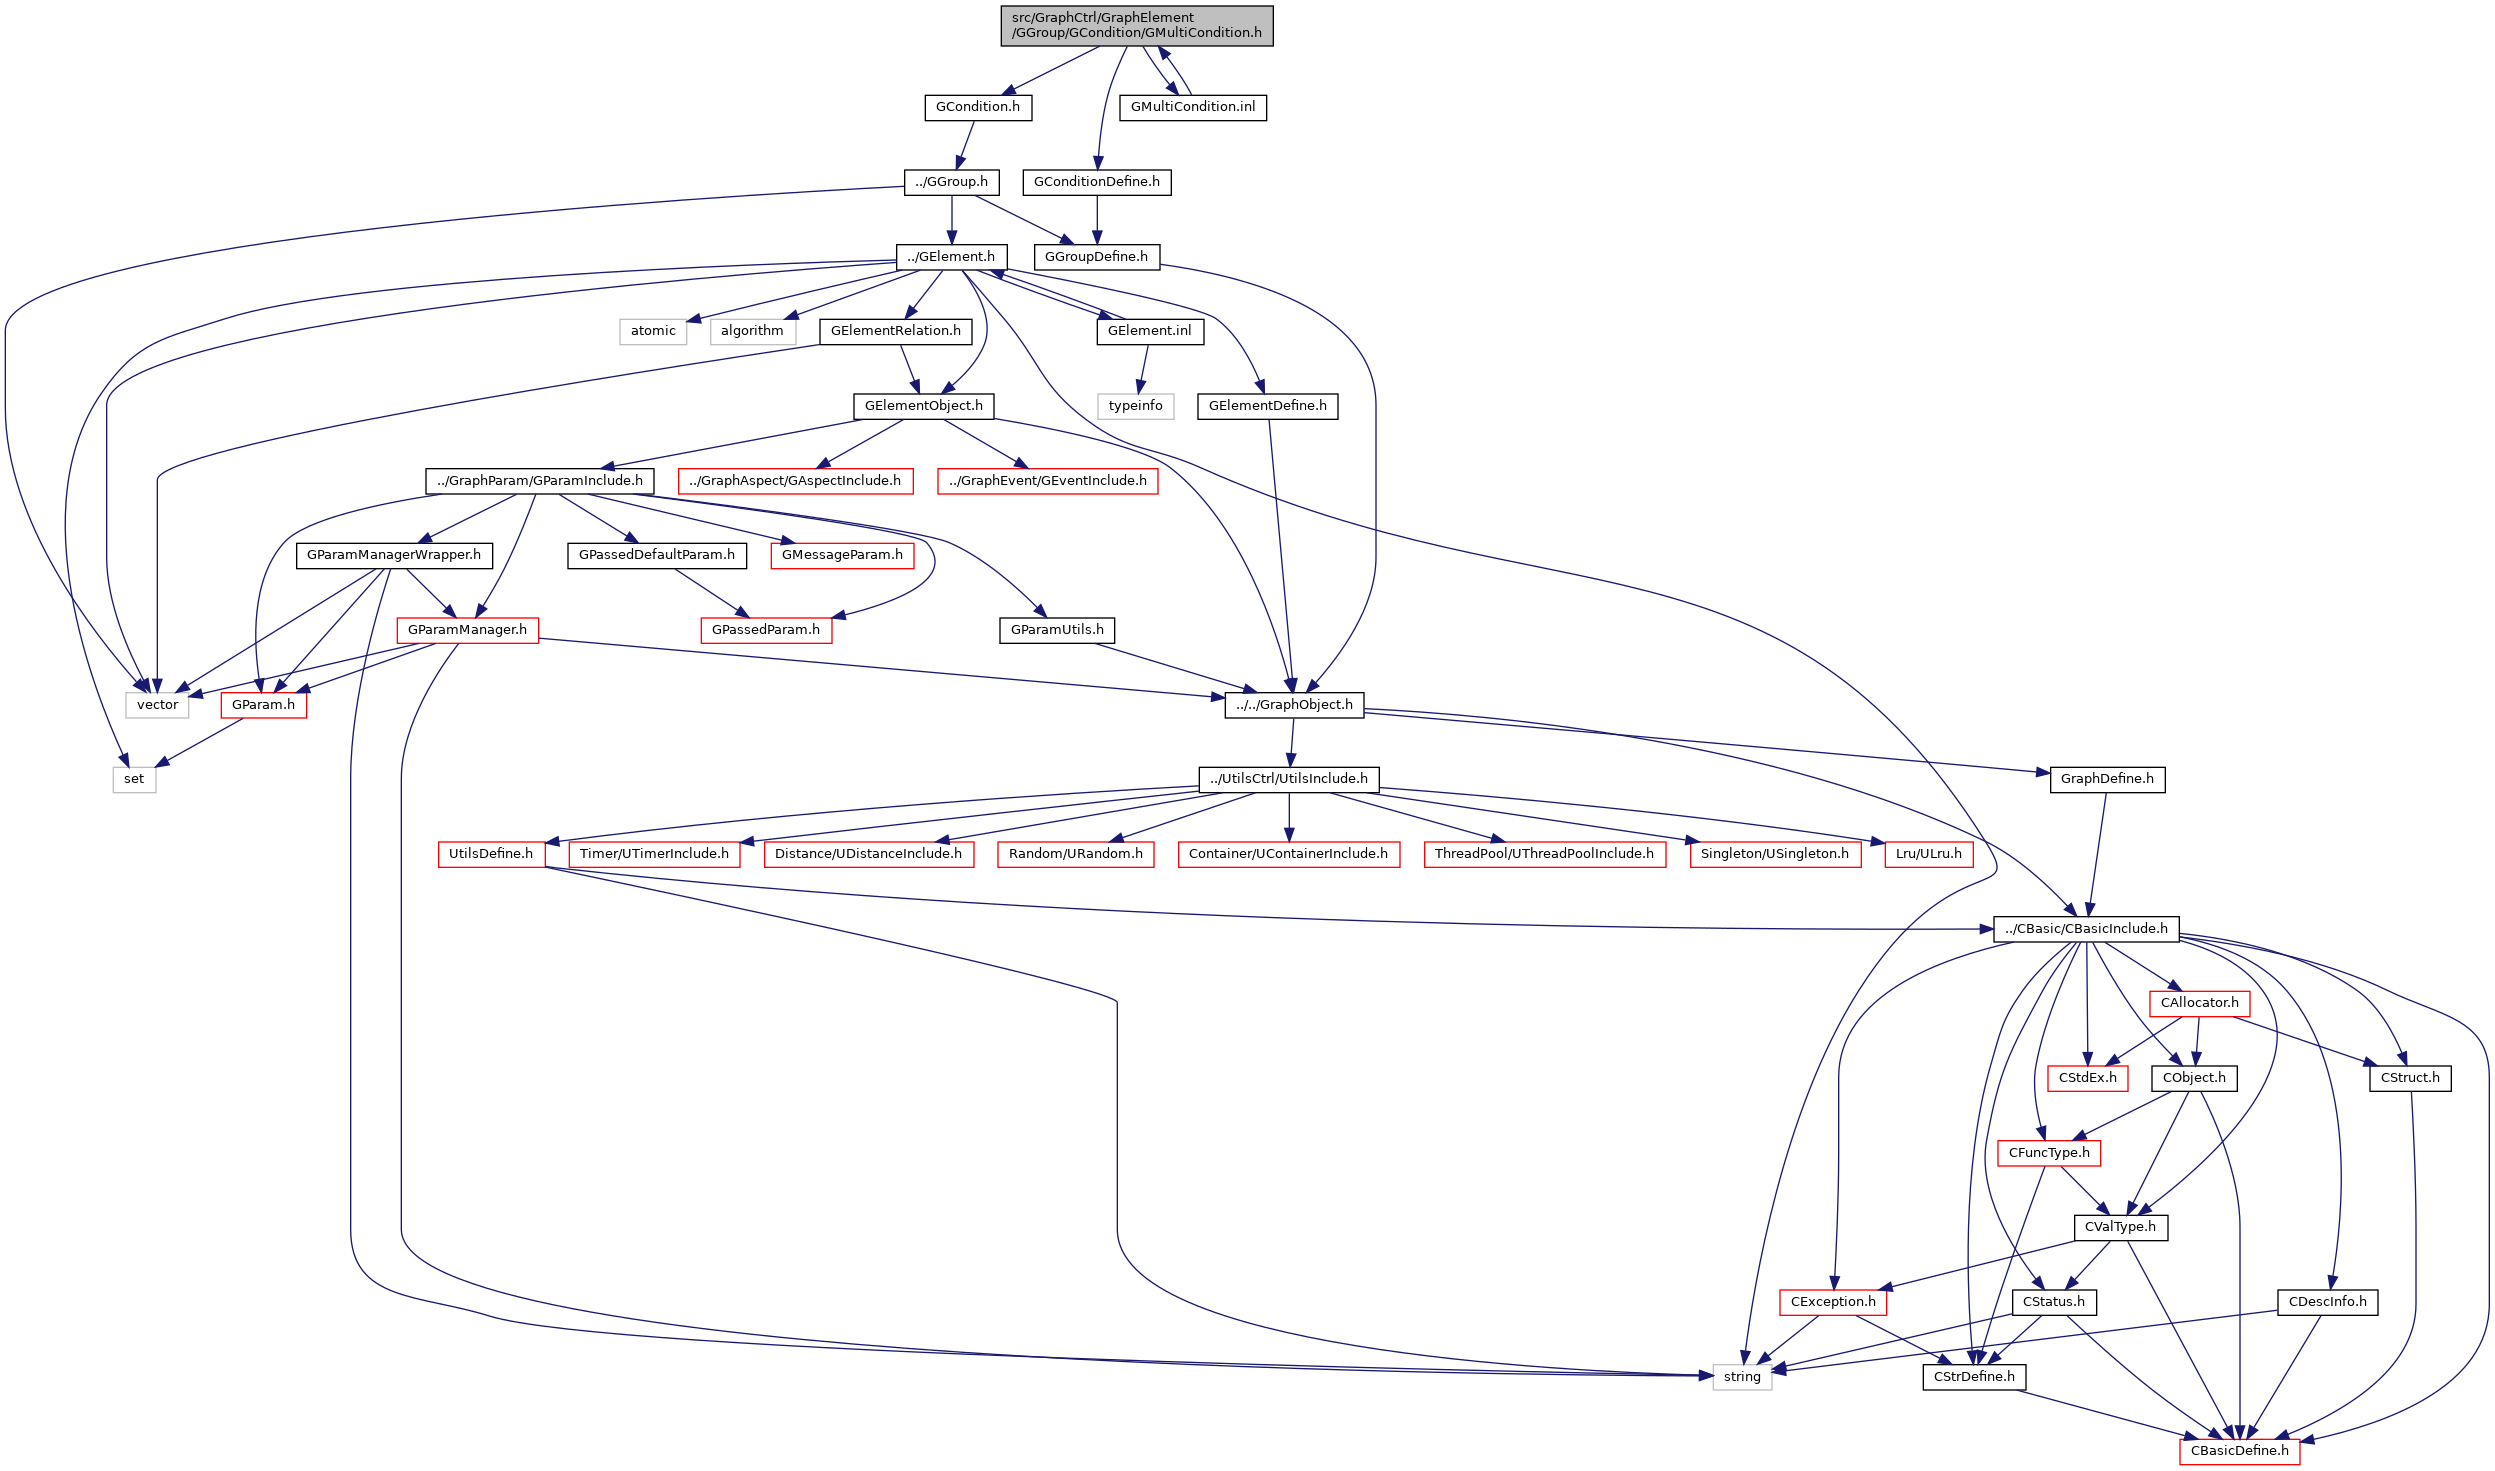 src/GraphCtrl/GraphElement
/GGroup/GCondition/GMultiCondition.h
GCondition.h
GMultiCondition.inl
../GGroup.h
GConditionDefine.h
../GElement.h
GGroupDefine.h
atomic
algorithm
GElementRelation.h
GElement.inl
GElementObject.h
typeinfo
GElementDefine.h
../GraphParam/GParamInclude.h
../GraphAspect/GAspectInclude.h
../GraphEvent/GEventInclude.h
GParamManagerWrapper.h
GPassedDefaultParam.h
GMessageParam.h
GParamManager.h
GPassedParam.h
GParamUtils.h
vector
GParam.h
../../GraphObject.h
set
../UtilsCtrl/UtilsInclude.h
GraphDefine.h
UtilsDefine.h
Timer/UTimerInclude.h
Distance/UDistanceInclude.h
Random/URandom.h
Container/UContainerInclude.h
ThreadPool/UThreadPoolInclude.h
Singleton/USingleton.h
Lru/ULru.h
../CBasic/CBasicInclude.h
CAllocator.h
CStdEx.h
CObject.h
CStruct.h
CFuncType.h
CValType.h
CException.h
CStatus.h
CDescInfo.h
string
CStrDefine.h
CBasicDefine.h